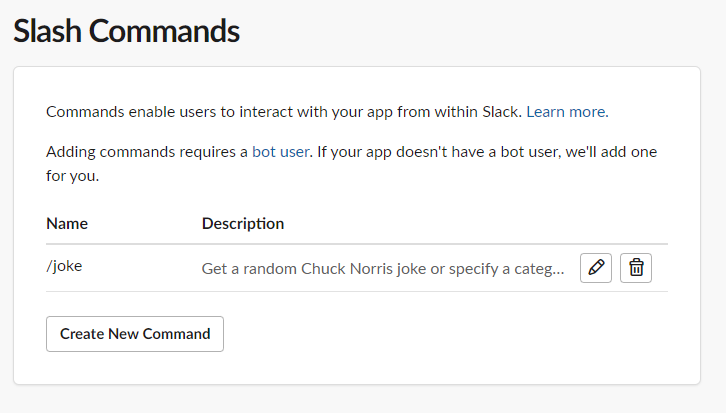 Slash Commands
Commands enable users to interact with your app from within Slack. Learn more.
Adding commands requires a bot user. If your app doesn't have a bot user, we'll add one
for you.
Name Description
/joke Get a random Chuck Norris joke or specify a categ...
Create New Command